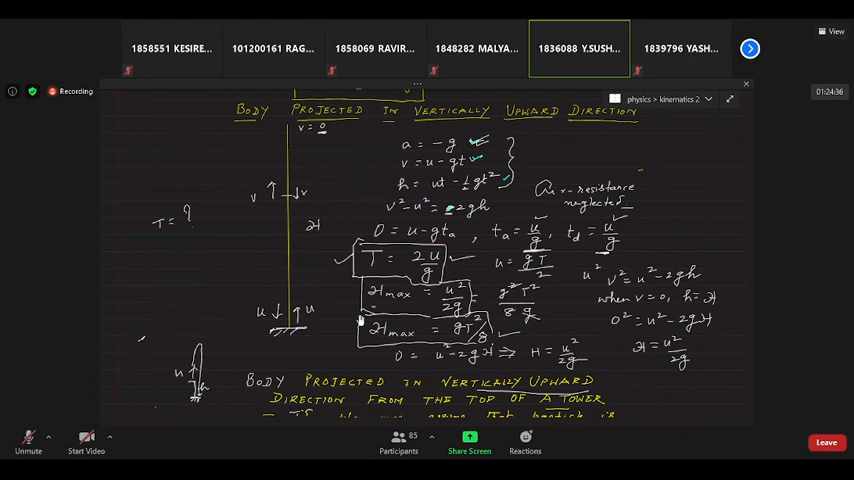 View
1858551 KESIRE...
101200161 RAG...
1858069 RAVIR...
1848282 MALYA...
1836088 Y.SUSH...
1839796 YASH...
Recording
01:24:36
physics > kinematics 2
BODY PROJECTED IN VERTICALLY UPWARD DIRECTION
v = 0
a = -g
v = u - gt
h = ut - ½gt²
v² - u² = -2gh
Air-resistance
neglected
v
v
T = ?
H
0 = u - gt_a , t_a = u/g , t_d = u/g
T = 2u/g
u = gT/2
u²
v² = u² - 2gh
H_max = u²/2g = g²T²/8g
when v=0, h=H
0² = u² - 2gH
u
u
H_max = gT²/8
0 = u² - 2gH ⇒ H = u²/2g
H = u²/2g
u
h
BODY PROJECTED IN VERTICALLY UPWARD
DIRECTION FROM THE TOP OF A TOWER
Unmute
Start Video
85
Participants
Share Screen
Reactions
Leave